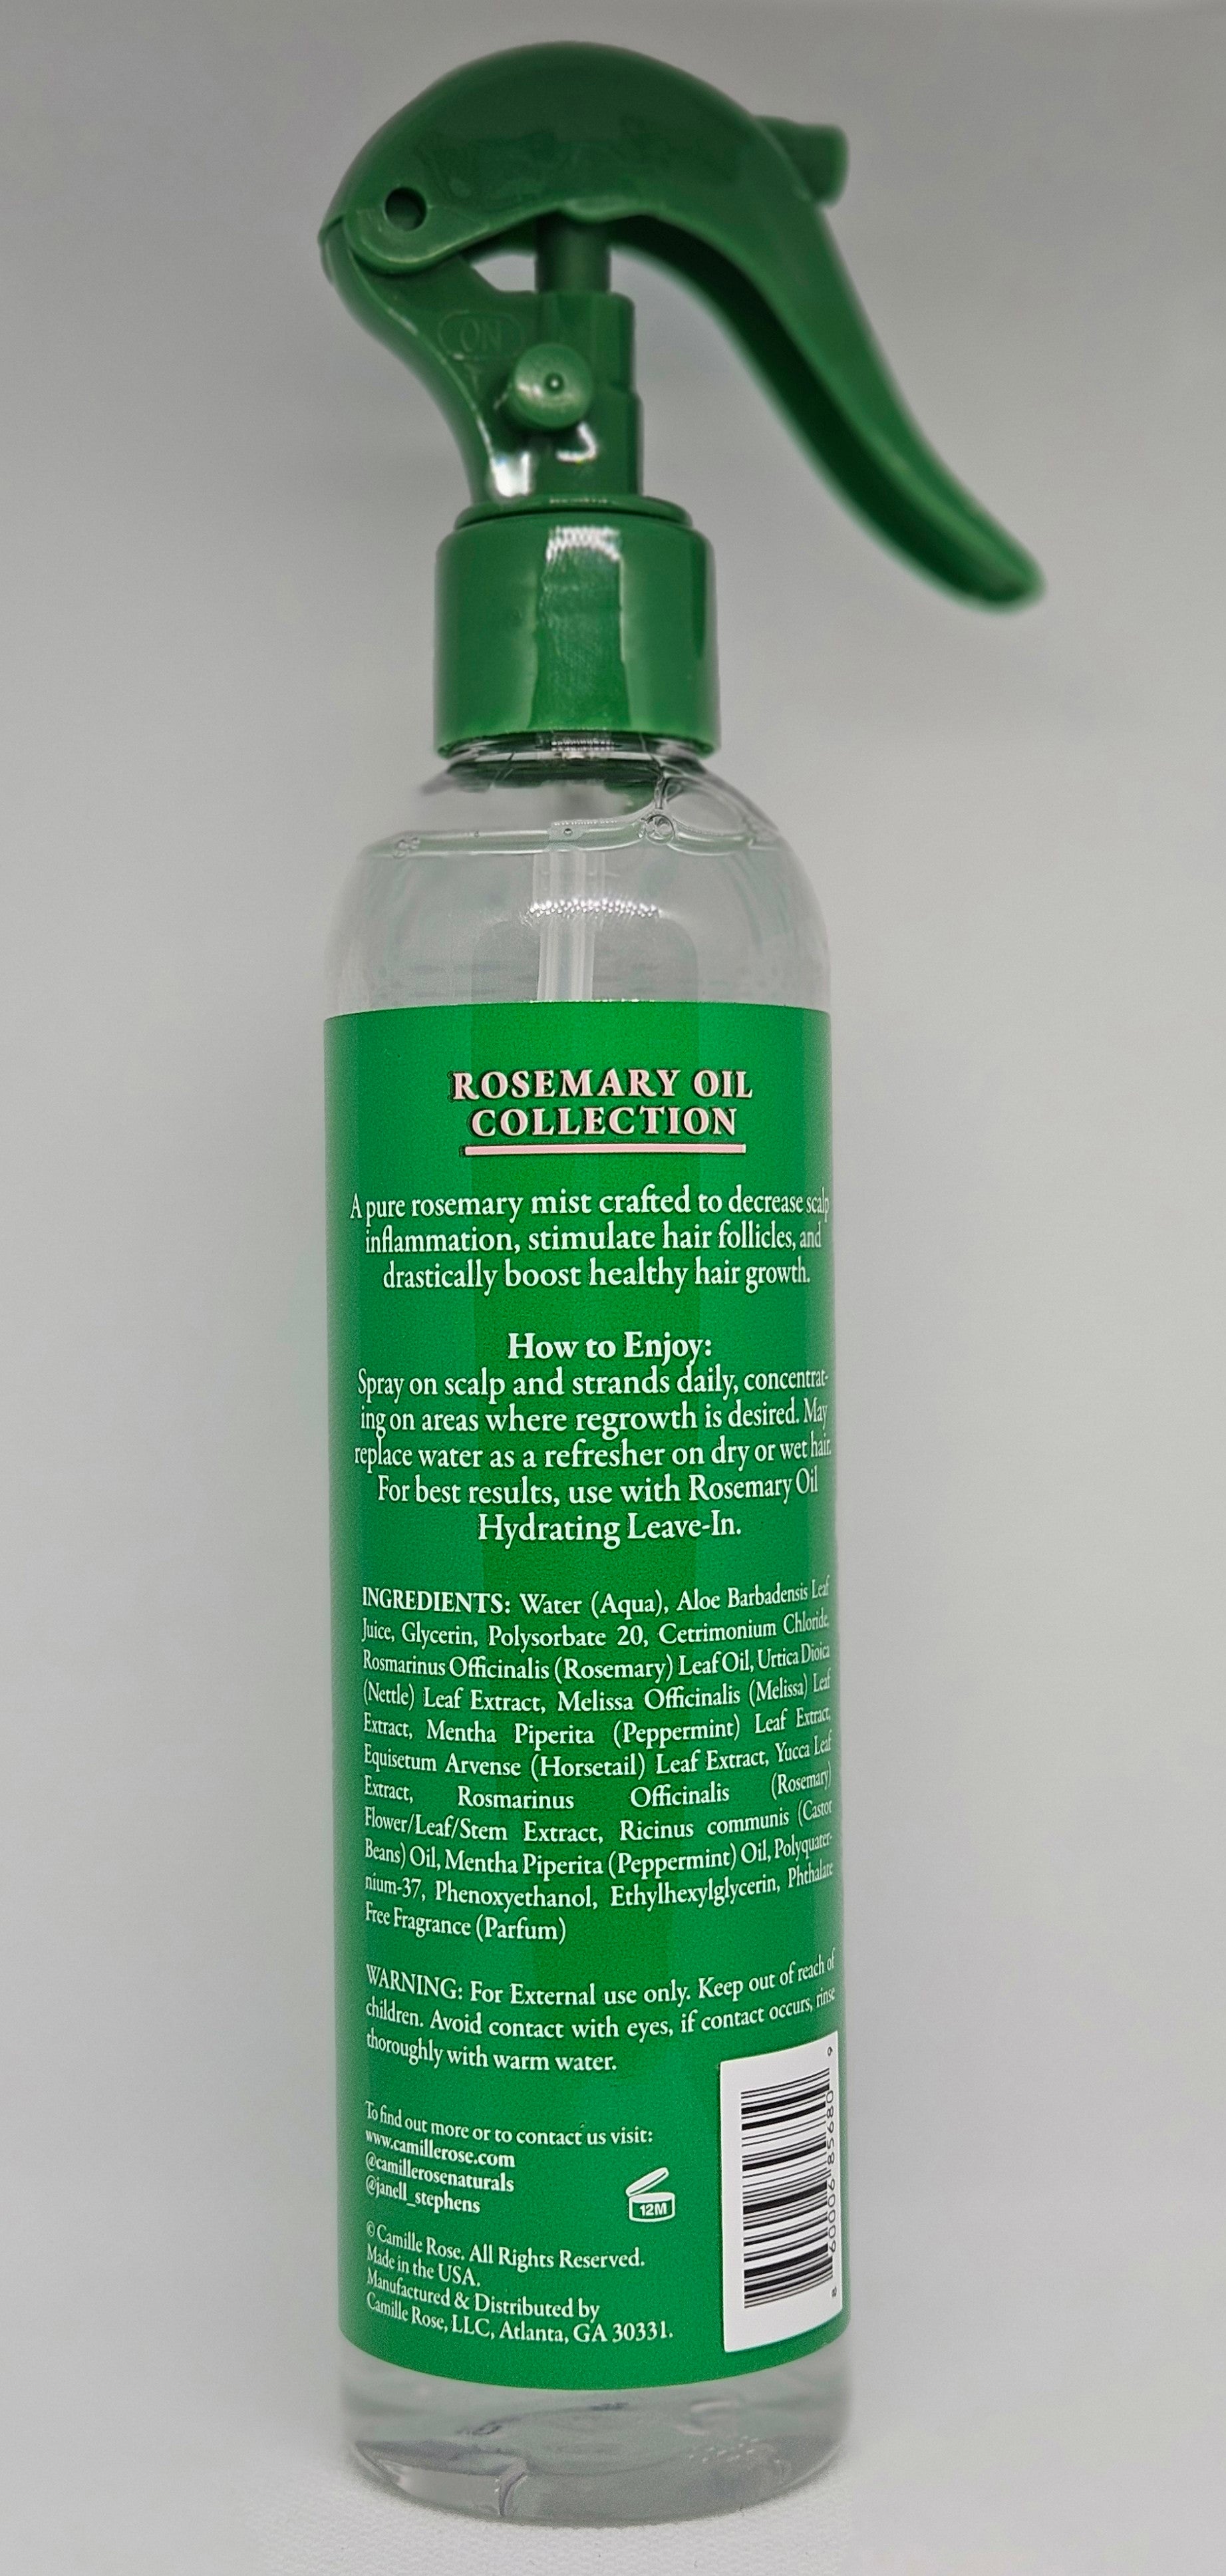 ON
ROSEMARY OIL
COLLECTION
A pure rosemary mist crafted to decrease scalp
inflammation, stimulate hair follicles, and
drastically boost healthy hair growth.
How to Enjoy:
Spray on scalp and strands daily, concentrat-
ing on areas where regrowth is desired. May
replace water as a refresher on dry or wet hair.
For best results, use with Rosemary Oil
Hydrating Leave-In.
INGREDIENTS: Water (Aqua), Aloe Barbadensis Leaf
Juice, Glycerin, Polysorbate 20, Cetrimonium Chloride,
Rosmarinus Officinalis (Rosemary) Leaf Oil, Urtica Dioica
(Nettle) Leaf Extract, Melissa Officinalis (Melissa) Leaf
Extract, Mentha Piperita (Peppermint) Leaf Extract,
Equisetum Arvense (Horsetail) Leaf Extract, Yucca Leaf
Extract, Rosmarinus Officinalis (Rosemary)
Flower/Leaf/Stem Extract, Ricinus communis (Castor
Beans) Oil, Mentha Piperita (Peppermint) Oil, Polyquater-
nium-37, Phenoxyethanol, Ethylhexylglycerin, Phthalate
Free Fragrance (Parfum)
WARNING: For External use only. Keep out of reach of
children. Avoid contact with eyes, if contact occurs, rinse
thoroughly with warm water.
To find out more or to contact us visit:
www.camillerose.com
@camillerosenaturals
@janell_stephens
12M
© Camille Rose. All Rights Reserved.
Made in the USA.
Manufactured & Distributed by
Camille Rose, LLC, Atlanta, GA 30331.
8 60006 85680 9